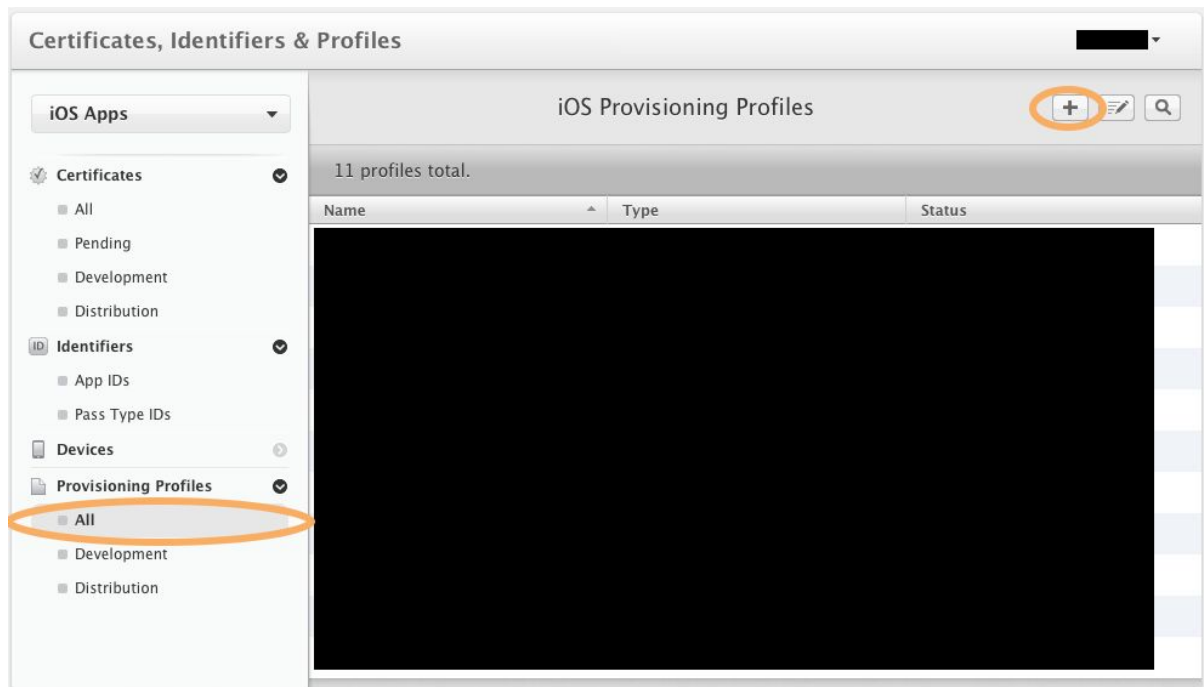 Certificates, Identifiers & Profiles
iOS Apps
Certificates
All
Pending
Development
Distribution
ID Identifiers
App IDs
Pass Type IDs
Devices
Provisioning Profiles
All
Development
Distribution
iOS Provisioning Profiles
11 profiles total.
Name Type Status